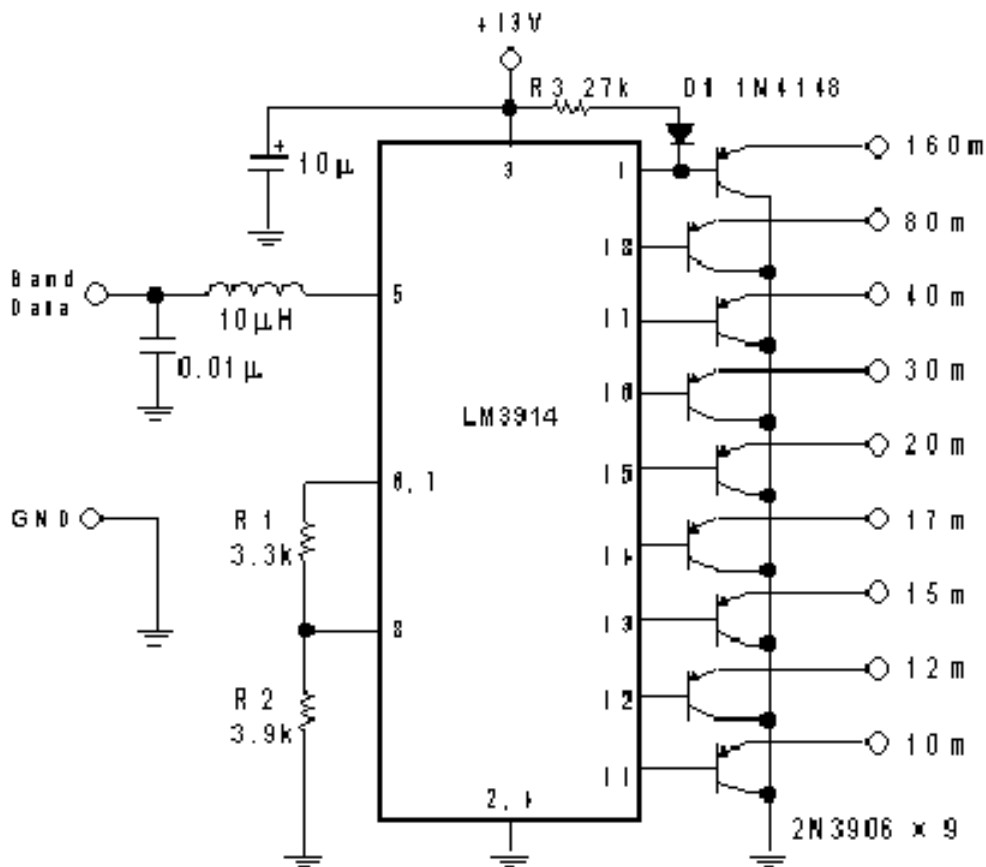 +13V
R3 27k
D1 1N4148
10µ
3
1
160m
18
80m
Band
Data
5
10µH
17
40m
0.01µ
16
30m
LM3914
15
20m
6,7
GND
R1
3.3k
14
17m
8
13
15m
R2
3.9k
12
12m
11
10m
2,4
2N3906 × 9